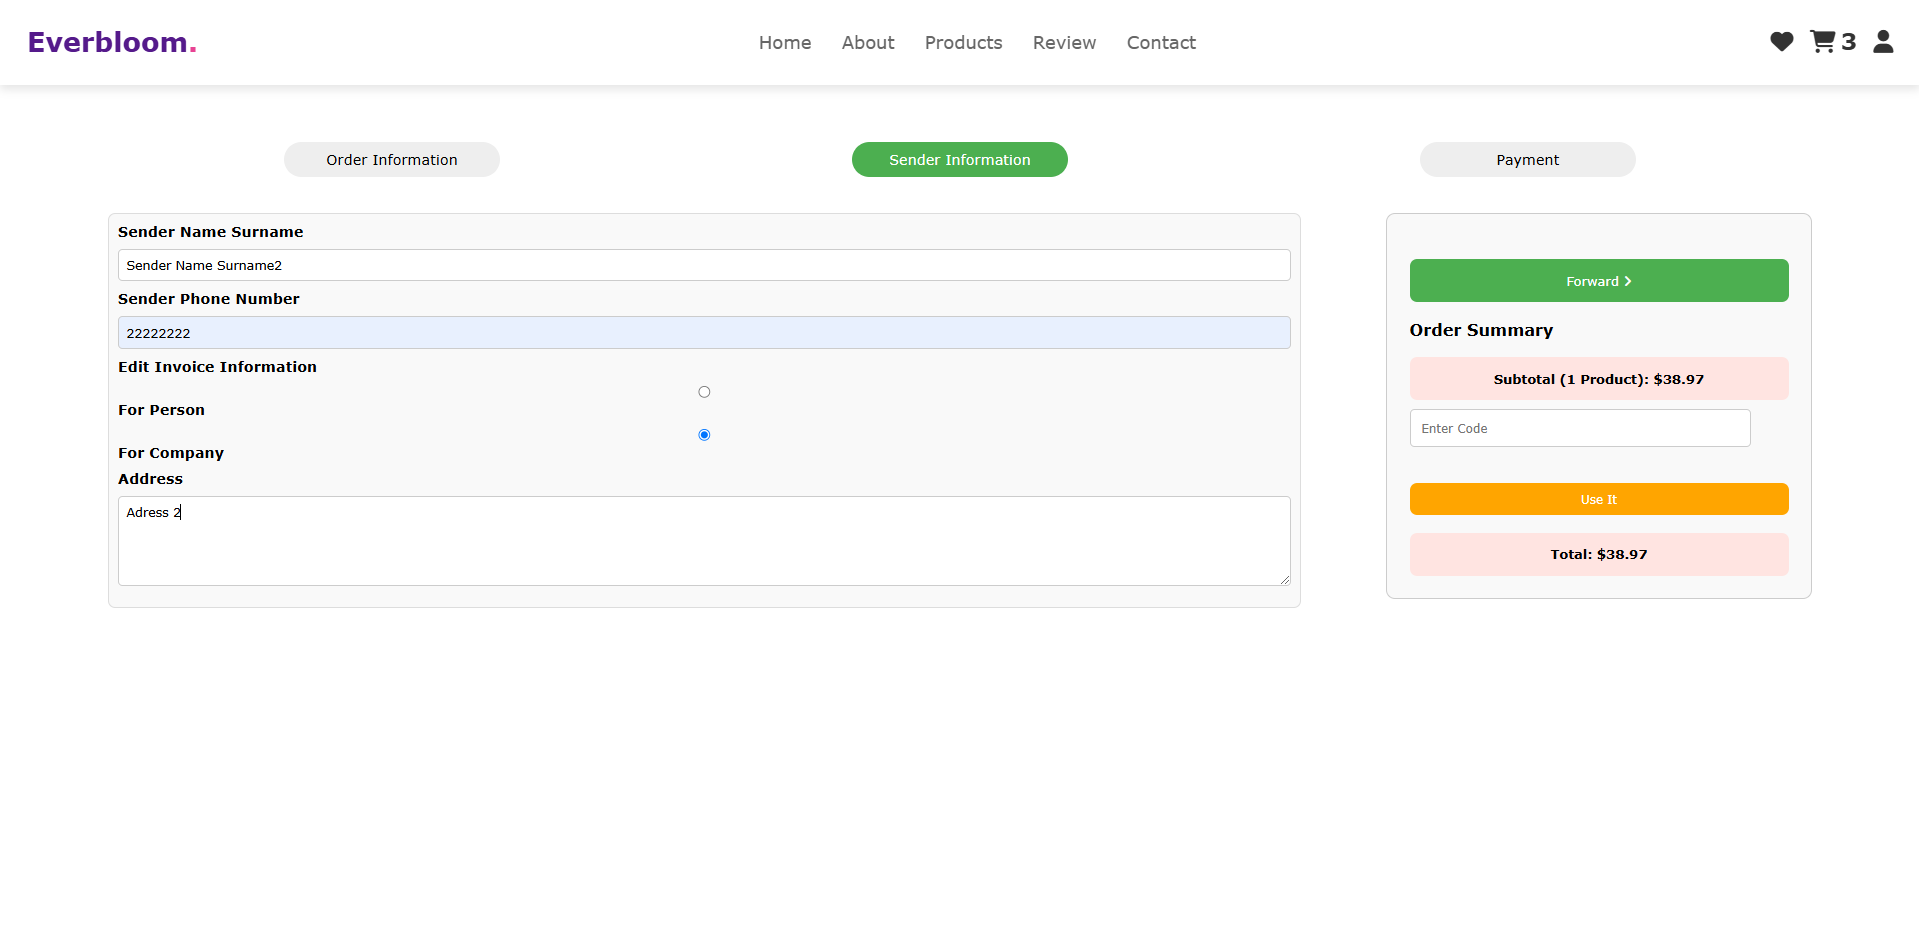 Everbloom.
Home About Products Review Contact
3
Order Information
Sender Information
Payment
Sender Name Surname
Sender Name Surname2
Sender Phone Number
22222222
Edit Invoice Information
For Person
For Company
Address
Adress 2
Forward
Order Summary
Subtotal (1 Product): $38.97
Enter Code
Use It
Total: $38.97